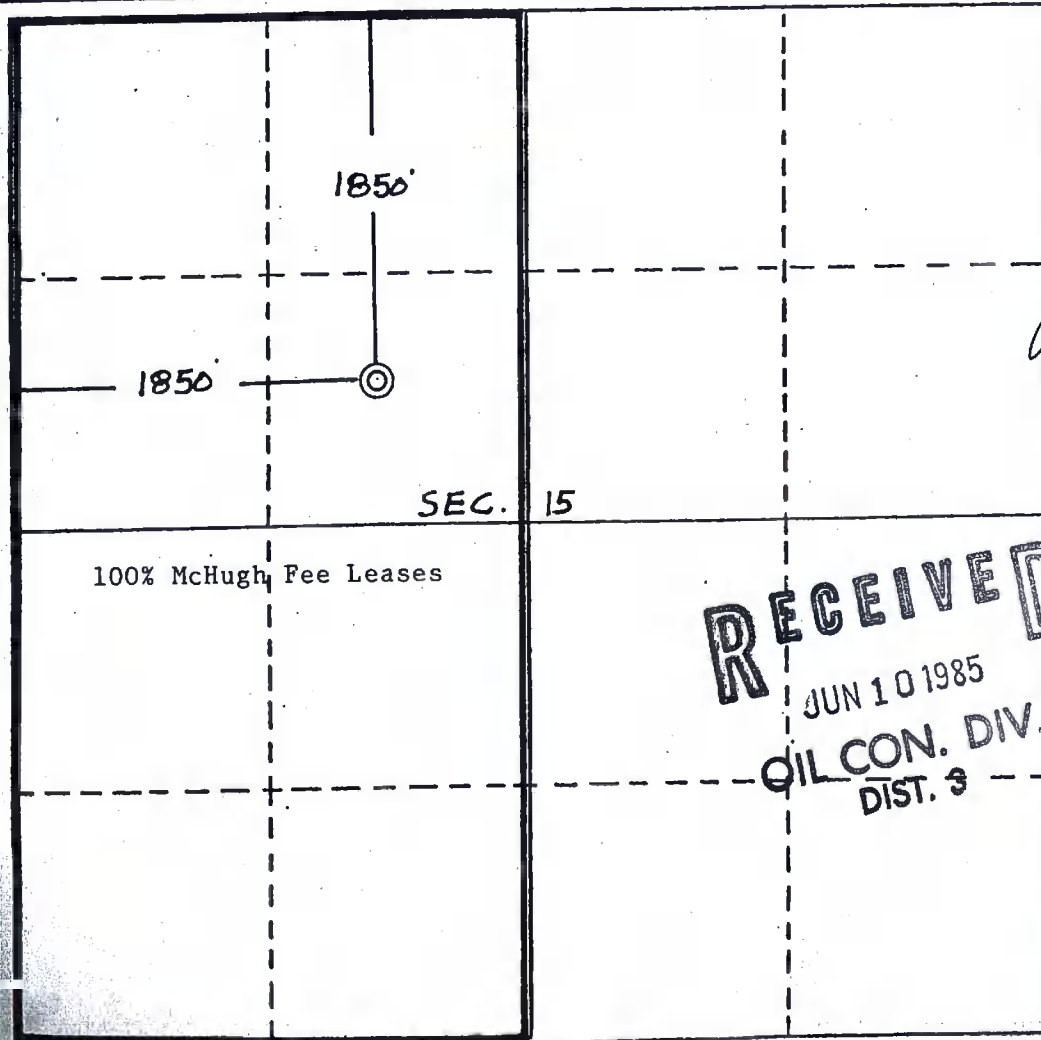 1850'
1850'
SEC. 15
100% McHugh Fee Leases
RECEIVED
JUN 10 1985
OIL CON. DIV.
DIST. 3